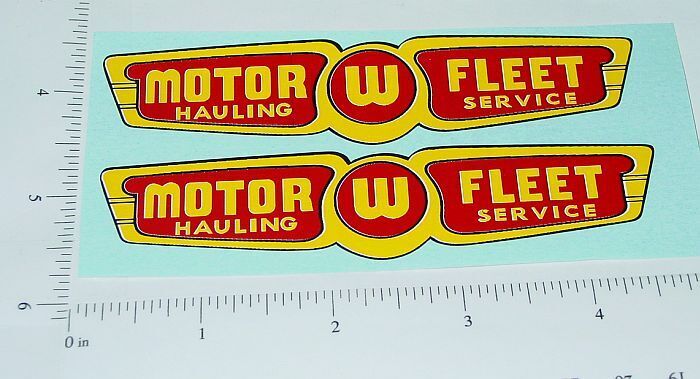 MOTOR W FLEET
HAULING SERVICE
MOTOR W FLEET
HAULING SERVICE
4
5
6
0 in 1 2 3 4